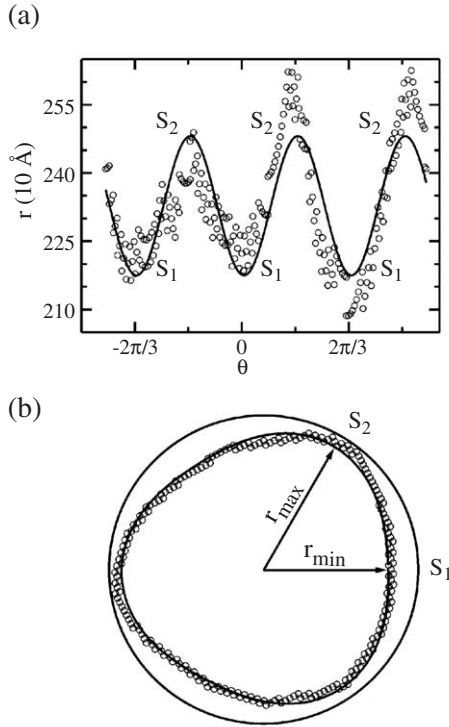 (a)
r (10 Å)
255
240
225
210
S2
S2
S2
S1
S1
S1
-2π/3
0
2π/3
θ
(b)
S2
rmax
rmin
S1